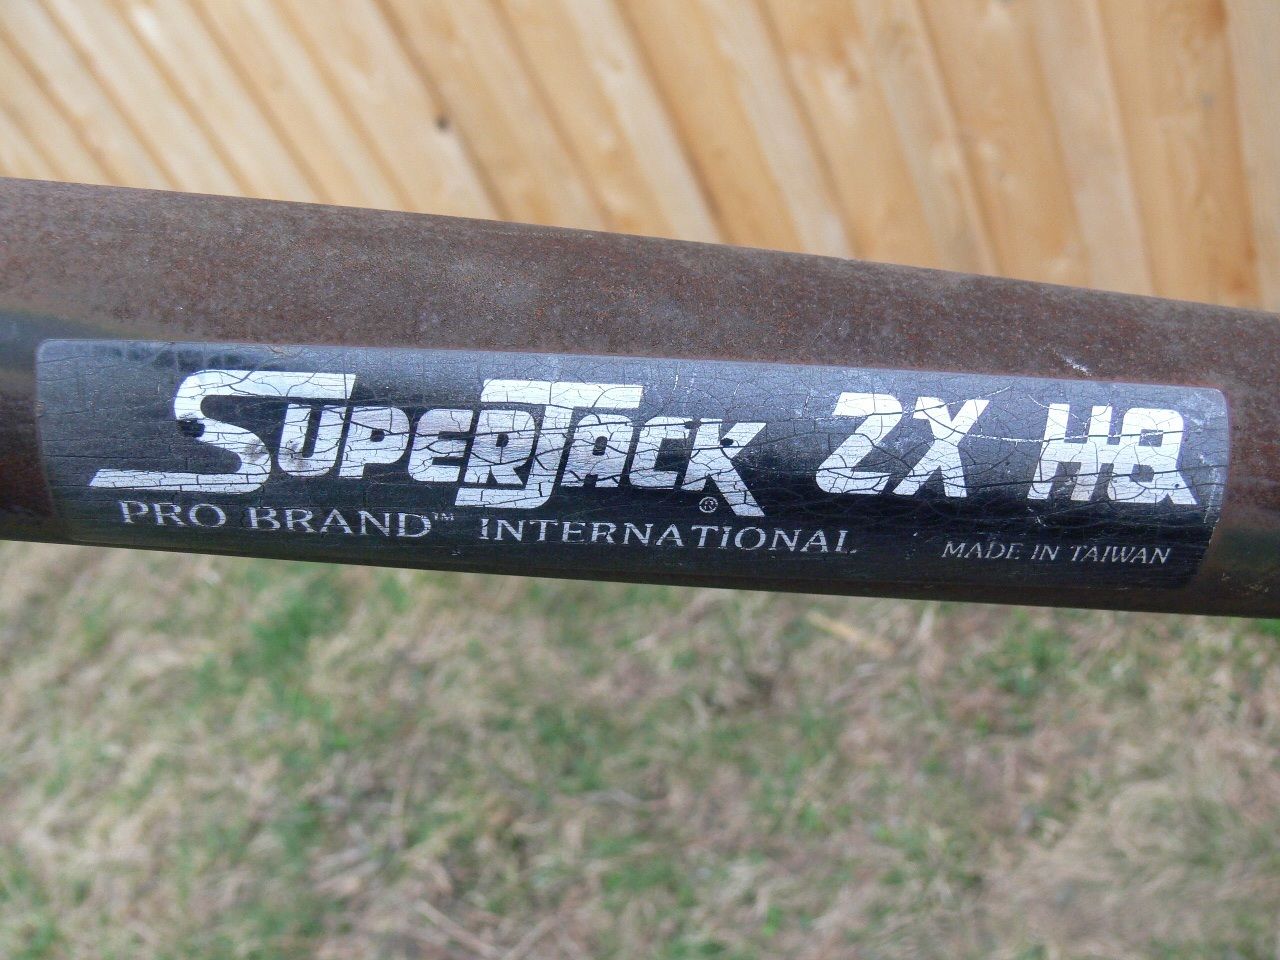 SUPERJACK® 2X HQ
PRO BRAND™ INTERNATIONAL MADE IN TAIWAN